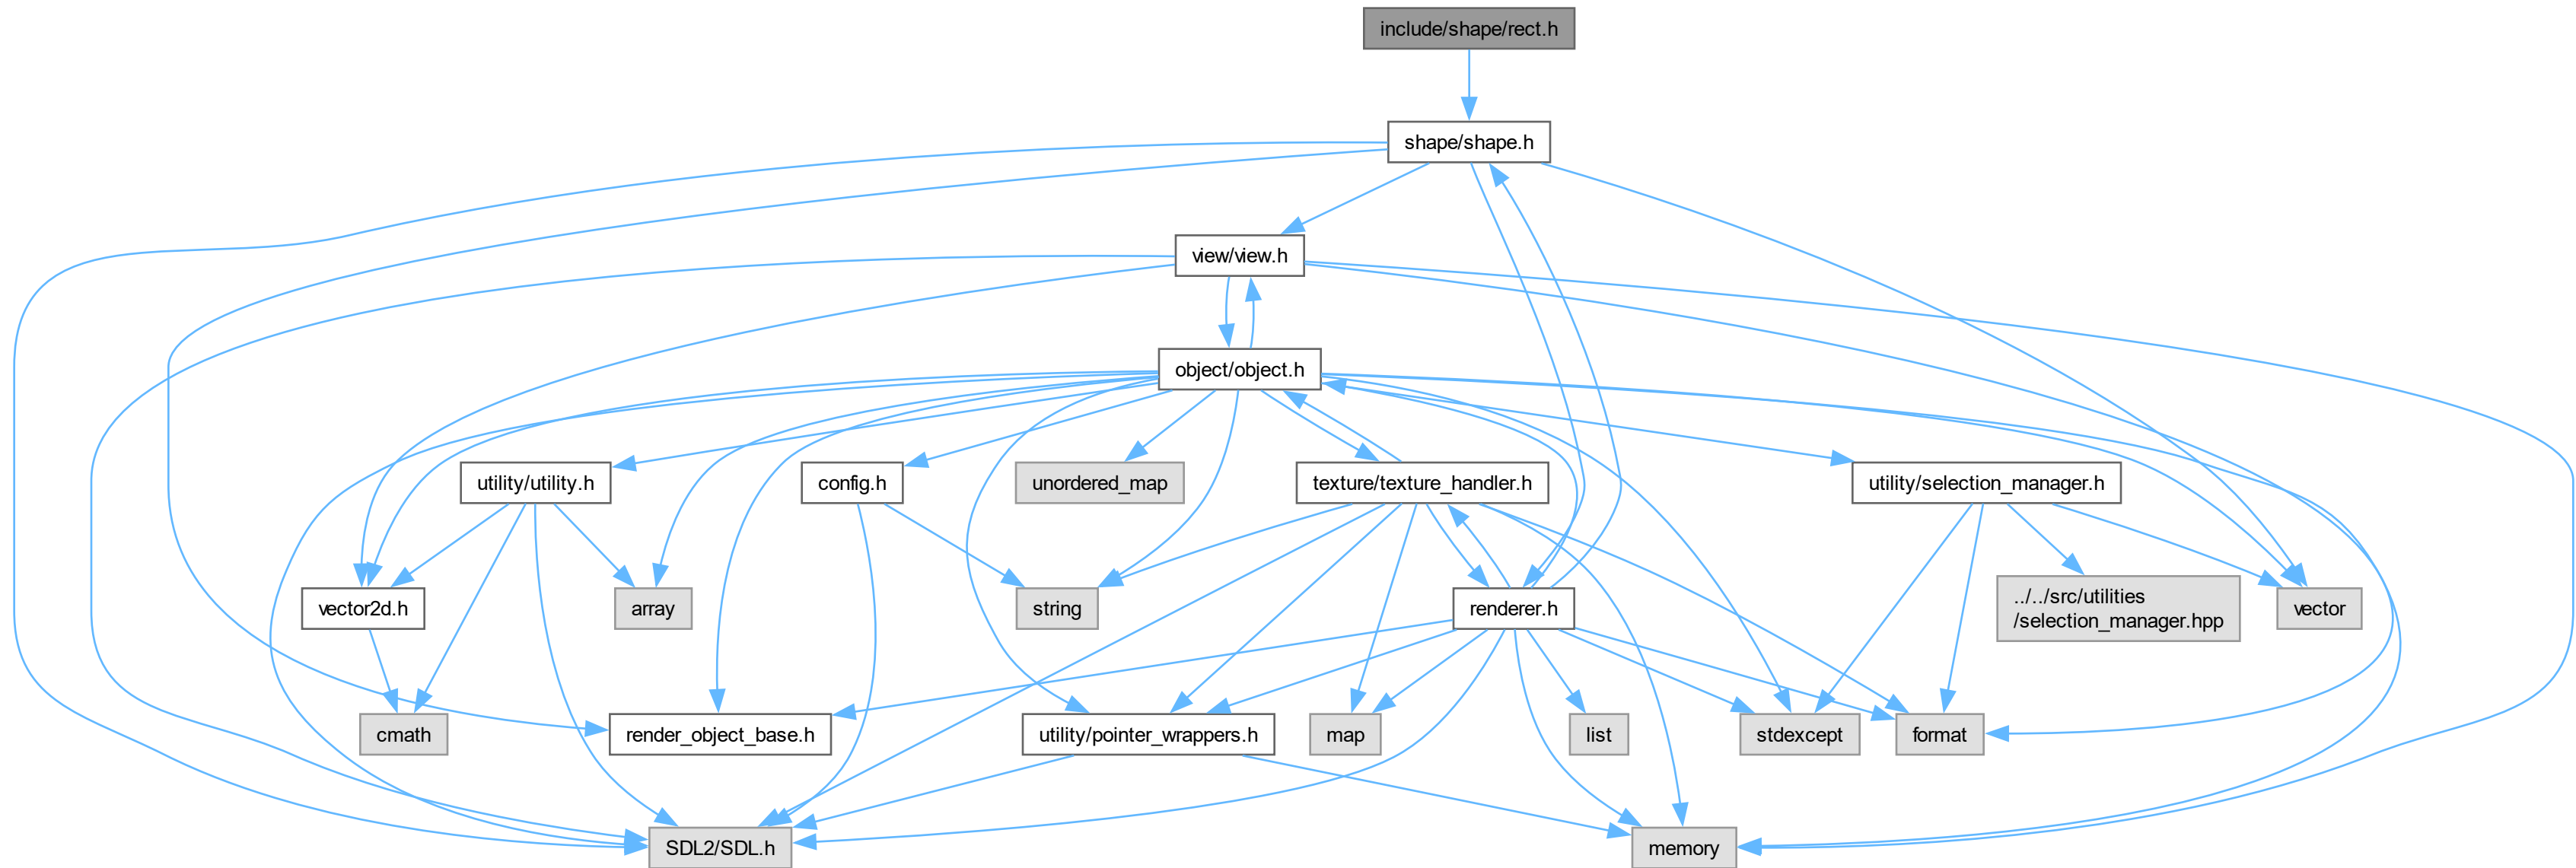 include/shape/rect.h
shape/shape.h
view/view.h
object/object.h
utility/utility.h
config.h
unordered_map
texture/texture_handler.h
utility/selection_manager.h
vector2d.h
array
string
renderer.h
../../src/utilities
/selection_manager.hpp
vector
cmath
render_object_base.h
utility/pointer_wrappers.h
map
list
stdexcept
format
SDL2/SDL.h
memory